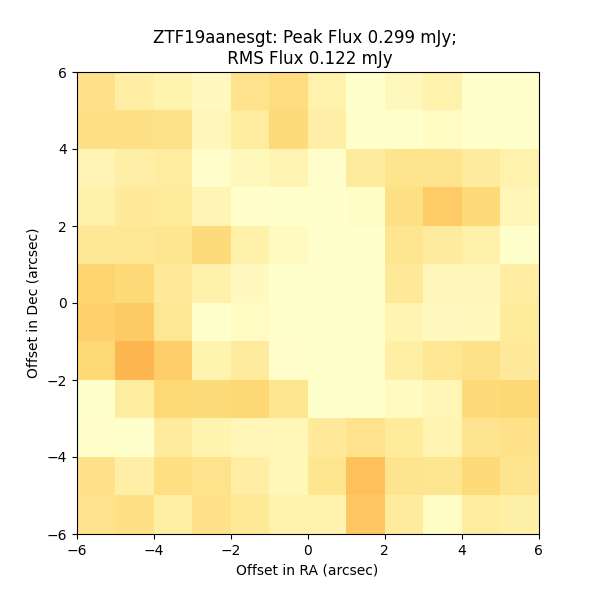 ZTF19aanesgt: Peak Flux 0.299 mJy;
RMS Flux 0.122 mJy
6
4
2
0
−2
−4
−6
Offset in Dec (arcsec)
−6 −4 −2 0 2 4 6
Offset in RA (arcsec)